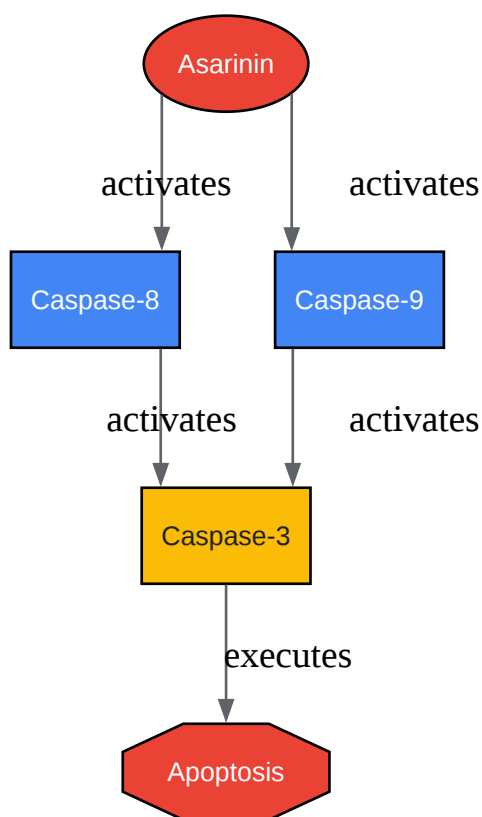 Asarinin
activates
activates
Caspase-8
Caspase-9
activates
activates
Caspase-3
executes
Apoptosis